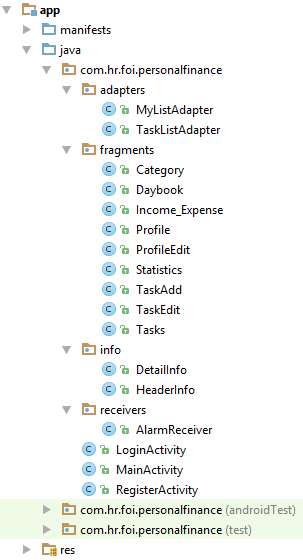 app
manifests
java
com.hr.foi.personalfinance
adapters
MyListAdapter
TaskListAdapter
fragments
Category
Daybook
Income_Expense
Profile
ProfileEdit
Statistics
TaskAdd
TaskEdit
Tasks
info
DetailInfo
HeaderInfo
receivers
AlarmReceiver
LoginActivity
MainActivity
RegisterActivity
com.hr.foi.personalfinance (androidTest)
com.hr.foi.personalfinance (test)
res